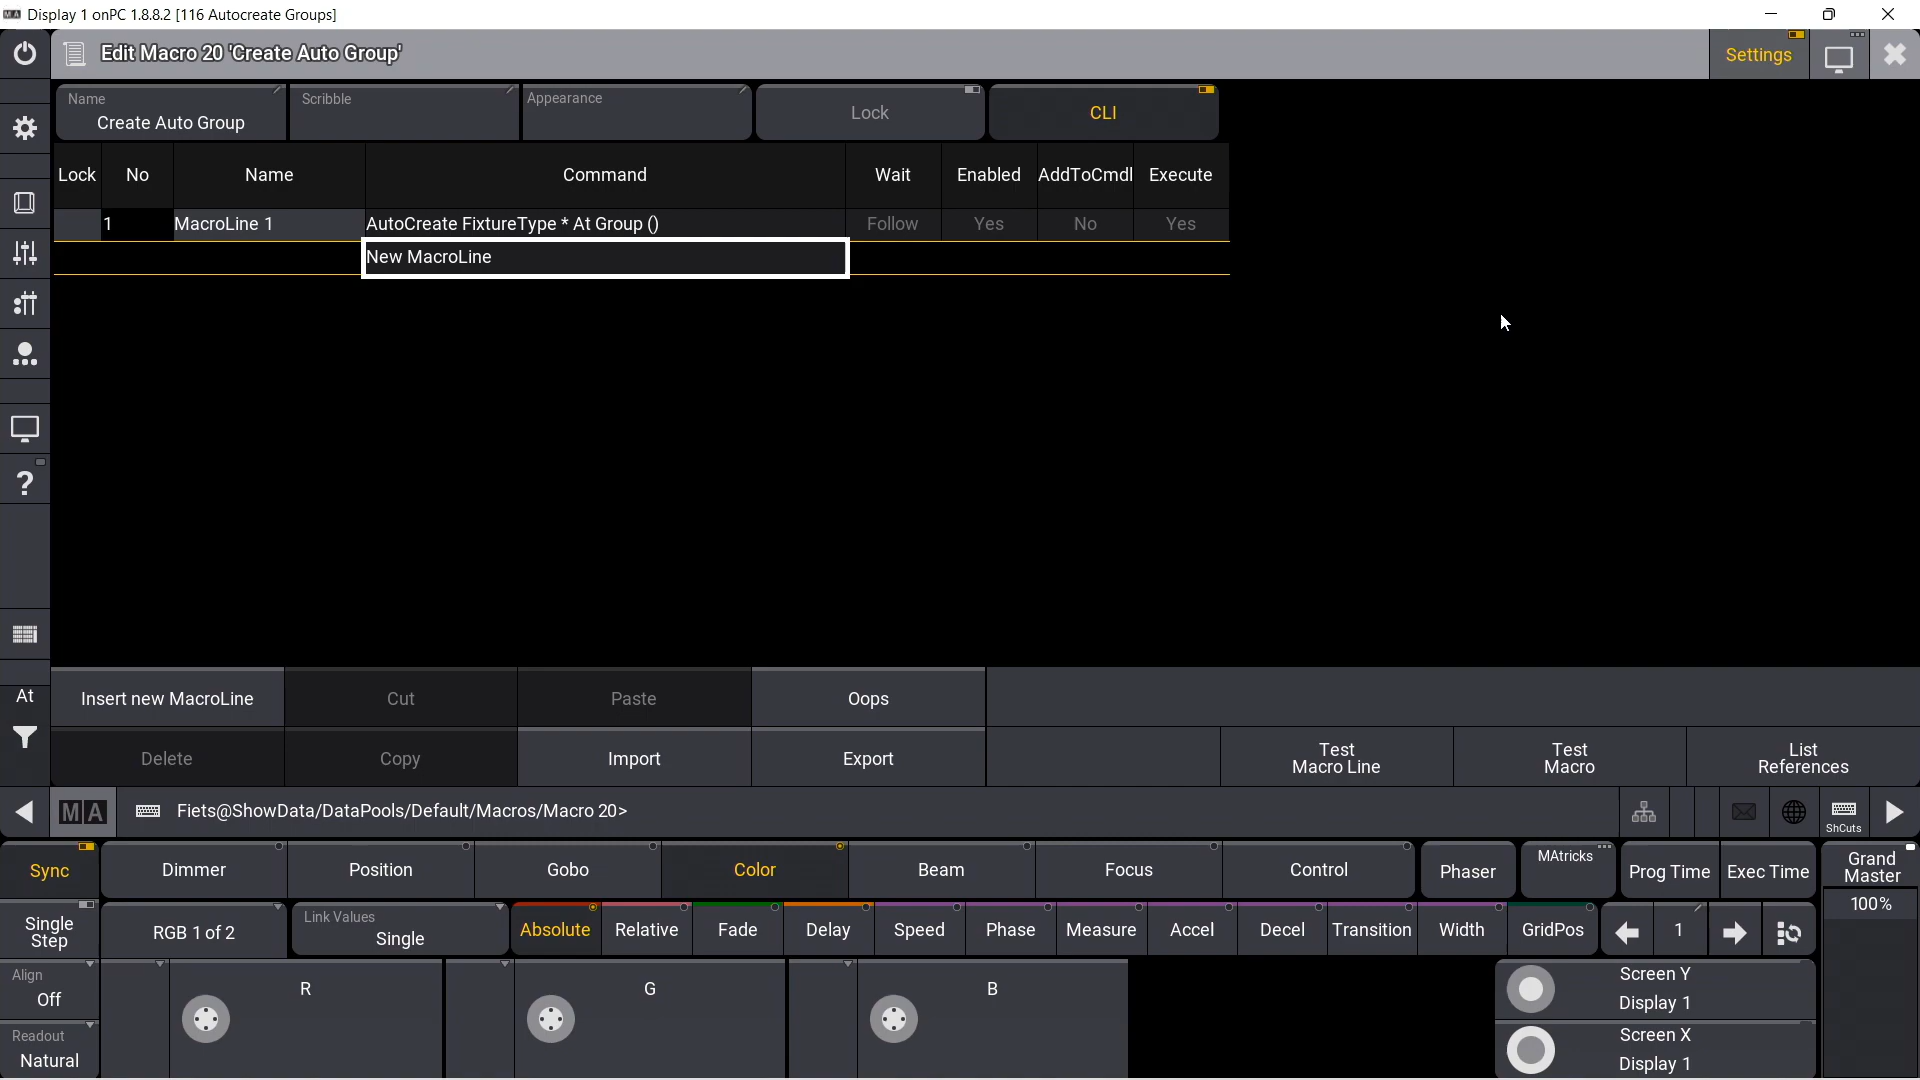 Display 1 onPC 1.8.8.2 [116 Autocreate Groups]
Edit Macro 20 'Create Auto Group'
Settings
Name
Create Auto Group
Scribble
Appearance
Lock
CLI
Lock No Name Command Wait Enabled AddToCmdl Execute
1 MacroLine 1 AutoCreate FixtureType * At Group () Follow Yes No Yes
New MacroLine
?
At
Insert new MacroLine Cut Paste Oops
Delete Copy Import Export
Test
Macro Line
Test
Macro
List
References
MA Fiets@ShowData/DataPools/Default/Macros/Macro 20>
ShCuts
Sync Dimmer Position Gobo Color Beam Focus Control Phaser MAtricks Prog Time Exec Time
Grand
Master
100%
Single
Step
RGB 1 of 2
Link Values
Single
Absolute Relative Fade Delay Speed Phase Measure Accel Decel Transition Width GridPos 1
Align
Off
R G B
Screen Y
Display 1
Readout
Natural
Screen X
Display 1